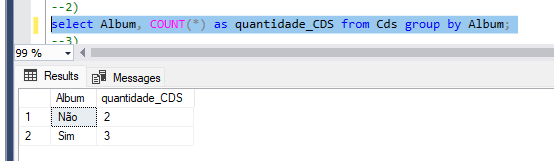 --2)
select Album, COUNT(*) as quantidade_CDS from Cds group by Album;
--3)
99 %
Results Messages
Album quantidade_CDS
1 Não 2
2 Sim 3